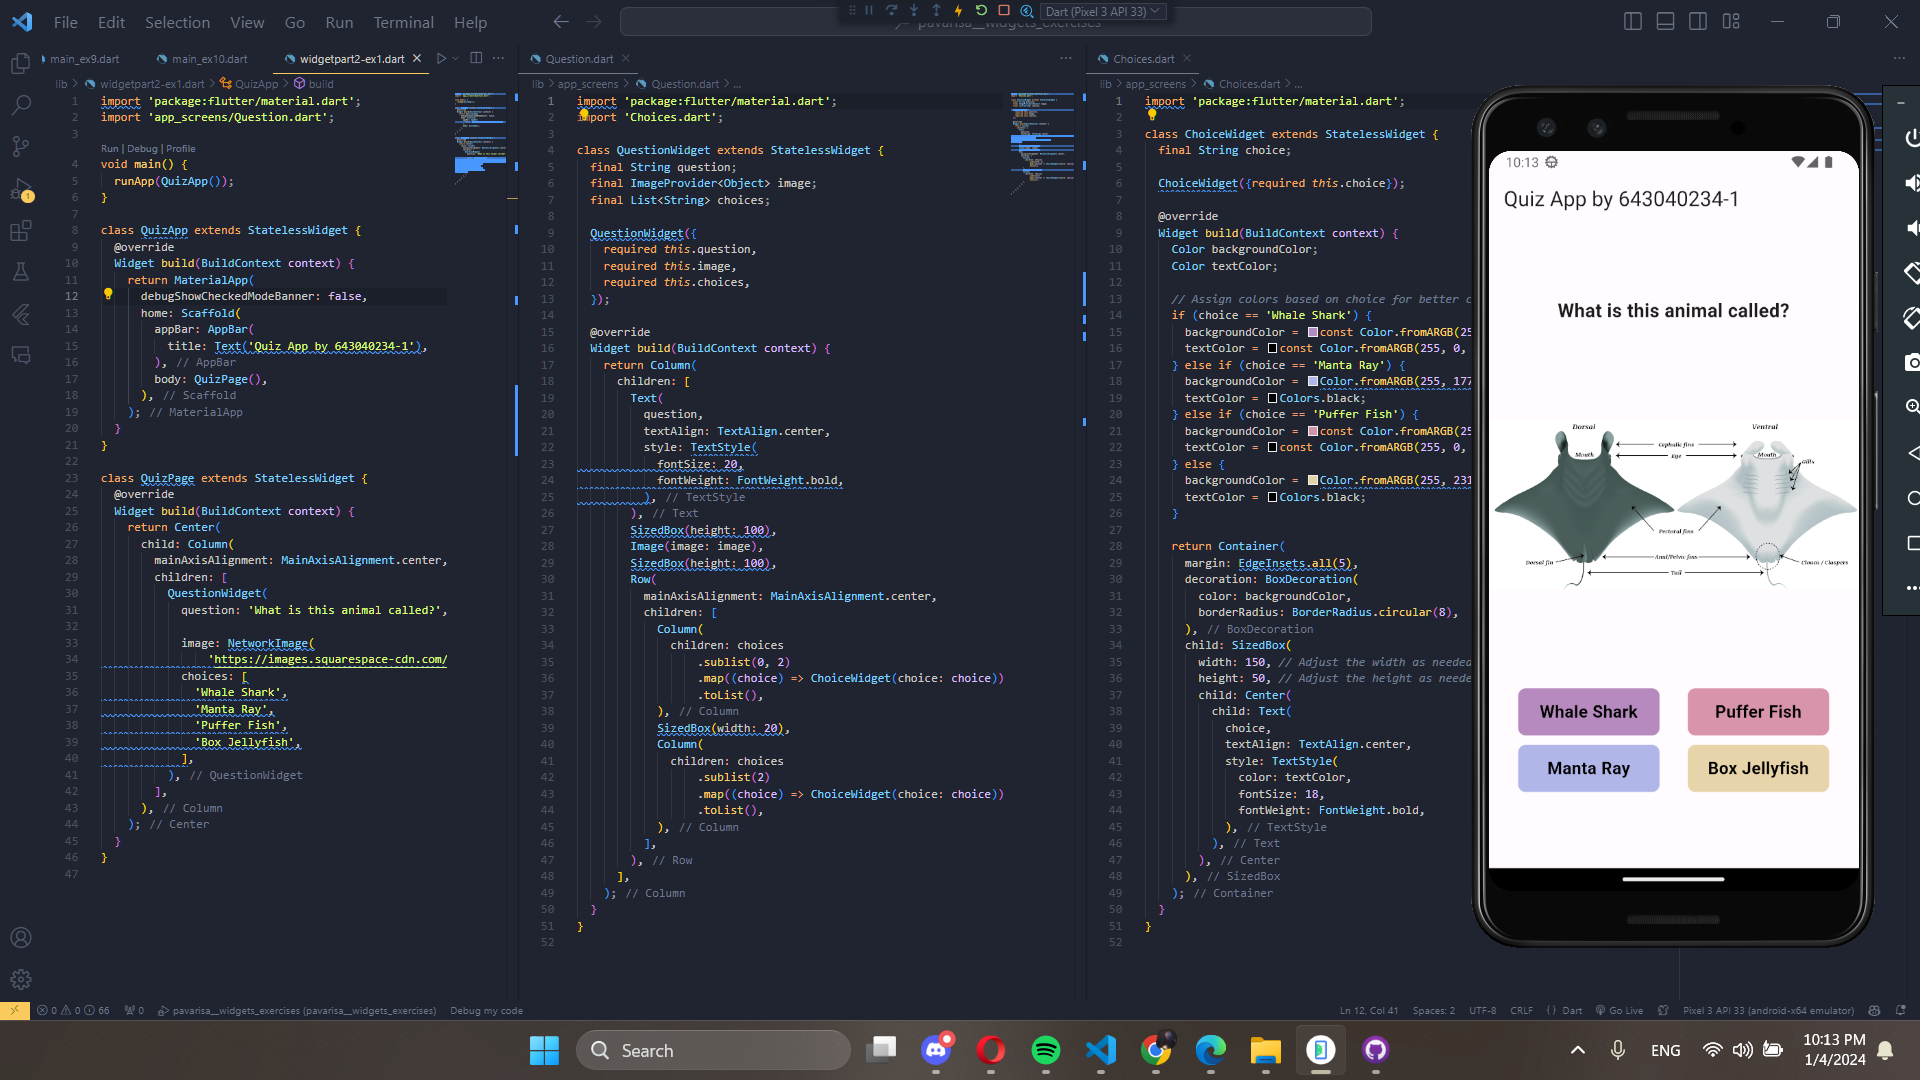 File Edit Selection View Go Run Terminal Help
Dart (Pixel 3 API 33)
pavarisa__widgets_exercises
main_ex9.dart
main_ex10.dart
widgetpart2-ex1.dart
lib > widgetpart2-ex1.dart > QuizApp > build
1 import 'package:flutter/material.dart';
2 import 'app_screens/Question.dart';
3
Run | Debug | Profile
4 void main() {
5 runApp(QuizApp());
6 }
7
8 class QuizApp extends StatelessWidget {
9 @override
10 Widget build(BuildContext context) {
11 return MaterialApp(
12 debugShowCheckedModeBanner: false,
13 home: Scaffold(
14 appBar: AppBar(
15 title: Text('Quiz App by 643040234-1'),
16 ), // AppBar
17 body: QuizPage(),
18 ), // Scaffold
19 ); // MaterialApp
20 }
21 }
22
23 class QuizPage extends StatelessWidget {
24 @override
25 Widget build(BuildContext context) {
26 return Center(
27 child: Column(
28 mainAxisAlignment: MainAxisAlignment.center,
29 children: [
30 QuestionWidget(
31 question: 'What is this animal called?',
32
33 image: NetworkImage(
34 'https://images.squarespace-cdn.com/
35 choices: [
36 'Whale Shark',
37 'Manta Ray',
38 'Puffer Fish',
39 'Box Jellyfish',
40 ],
41 ), // QuestionWidget
42 ],
43 ), // Column
44 ); // Center
45 }
46 }
47
Question.dart
lib > app_screens > Question.dart > ...
1 import 'package:flutter/material.dart';
2 import 'Choices.dart';
3
4 class QuestionWidget extends StatelessWidget {
5 final String question;
6 final ImageProvider<Object> image;
7 final List<String> choices;
8
9 QuestionWidget({
10 required this.question,
11 required this.image,
12 required this.choices,
13 });
14
15 @override
16 Widget build(BuildContext context) {
17 return Column(
18 children: [
19 Text(
20 question,
21 textAlign: TextAlign.center,
22 style: TextStyle(
23 fontSize: 20,
24 fontWeight: FontWeight.bold,
25 ), // TextStyle
26 ), // Text
27 SizedBox(height: 100),
28 Image(image: image),
29 SizedBox(height: 100),
30 Row(
31 mainAxisAlignment: MainAxisAlignment.center,
32 children: [
33 Column(
34 children: choices
35 .sublist(0, 2)
36 .map((choice) => ChoiceWidget(choice: choice))
37 .toList(),
38 ), // Column
39 SizedBox(width: 20),
40 Column(
41 children: choices
42 .sublist(2)
43 .map((choice) => ChoiceWidget(choice: choice))
44 .toList(),
45 ), // Column
46 ],
47 ), // Row
48 ],
49 ); // Column
50 }
51 }
52
Choices.dart
lib > app_screens > Choices.dart > ...
1 import 'package:flutter/material.dart';
2
3 class ChoiceWidget extends StatelessWidget {
4 final String choice;
5
6 ChoiceWidget({required this.choice});
7
8 @override
9 Widget build(BuildContext context) {
10 Color backgroundColor;
11 Color textColor;
12
13 // Assign colors based on choice for better c
14 if (choice == 'Whale Shark') {
15 backgroundColor = const Color.fromARGB(25
16 textColor = const Color.fromARGB(255, 0,
17 } else if (choice == 'Manta Ray') {
18 backgroundColor = Color.fromARGB(255, 177
19 textColor = Colors.black;
20 } else if (choice == 'Puffer Fish') {
21 backgroundColor = const Color.fromARGB(25
22 textColor = const Color.fromARGB(255, 0,
23 } else {
24 backgroundColor = Color.fromARGB(255, 231
25 textColor = Colors.black;
26 }
27
28 return Container(
29 margin: EdgeInsets.all(5),
30 decoration: BoxDecoration(
31 color: backgroundColor,
32 borderRadius: BorderRadius.circular(8),
33 ), // BoxDecoration
34 child: SizedBox(
35 width: 150, // Adjust the width as needed
36 height: 50, // Adjust the height as neede
37 child: Center(
38 child: Text(
39 choice,
40 textAlign: TextAlign.center,
41 style: TextStyle(
42 color: textColor,
43 fontSize: 18,
44 fontWeight: FontWeight.bold,
45 ), // TextStyle
46 ), // Text
47 ), // Center
48 ), // SizedBox
49 ); // Container
50 }
51 }
52
10:13
Quiz App by 643040234-1
What is this animal called?
Dorsal Ventral
Cephalic fins
Mouth Eye Mouth
Gills
Pectoral fins
Dorsal fin Anal/Pelvic fins Cloaca / Claspers
Tail
Whale Shark Puffer Fish
Manta Ray Box Jellyfish
1
0 0 66 0 pavarisa__widgets_exercises (pavarisa__widgets_exercises) Debug my code
Ln 12, Col 41 Spaces: 2 UTF-8 CRLF {} Dart Go Live Pixel 3 API 33 (android-x64 emulator)
Search
ENG
10:13 PM
1/4/2024